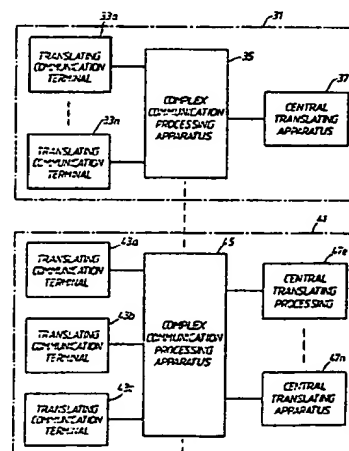 33a
31
TRANSLATING
COMMUNICATION
TERMINAL
35
37
COMPLEX
COMMUNICATION
PROCESSING
APPARATUS
CENTRAL
TRANSLATING
APPARATUS
33n
TRANSLATING
COMMUNICATION
TERMINAL
43a
45
41
TRANSLATING
COMMUNICATION
TERMINAL
47a
CENTRAL
TRANSLATING
PROCESSING
43b
TRANSLATING
COMMUNICATION
TERMINAL
COMPLEX
COMMUNICATION
PROCESSING
APPARATUS
47n
CENTRAL
TRANSLATING
APPARATUS
TRANSLATING
COMMUNICATION
TERMINAL